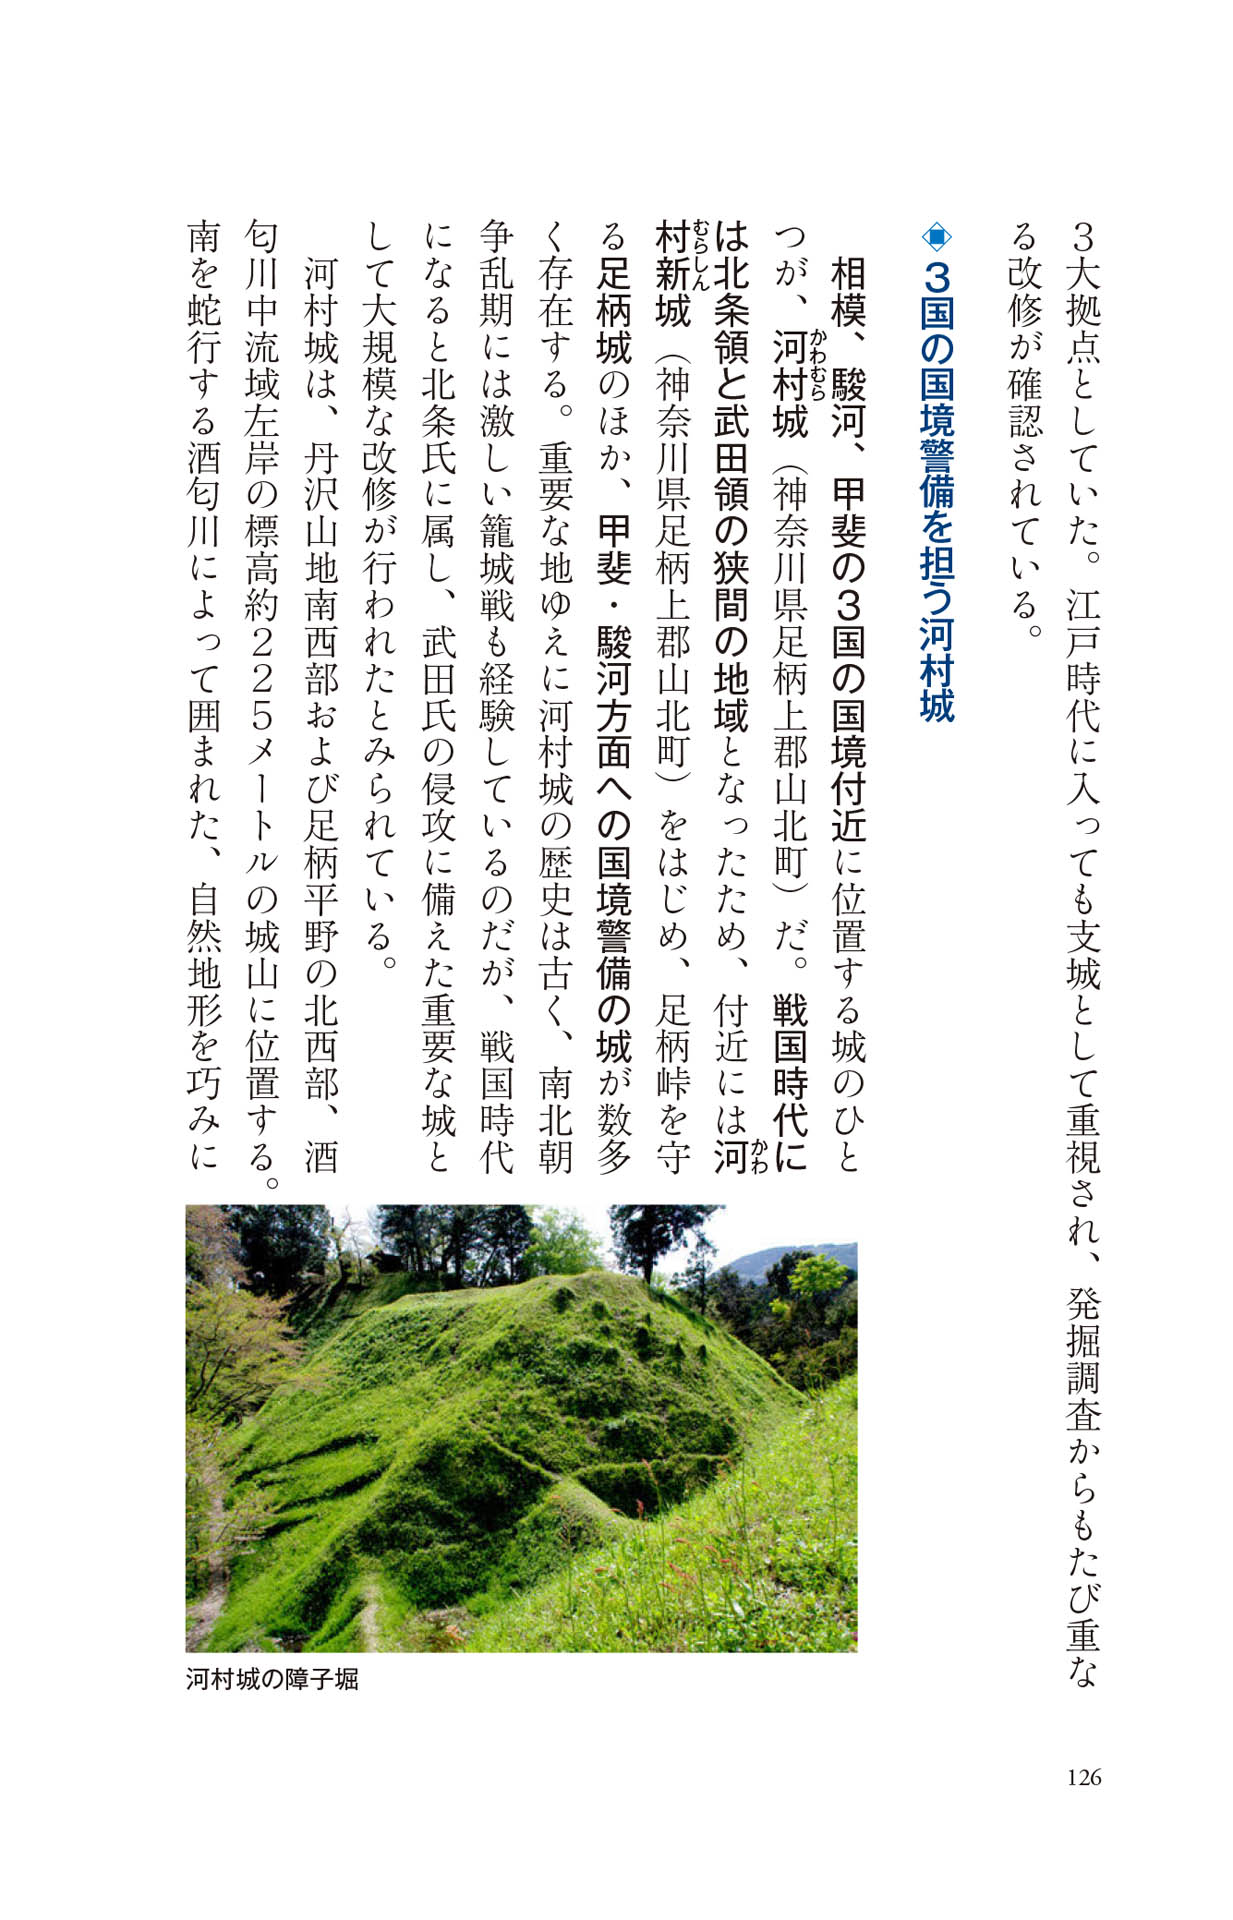 3大拠点としていた。江戸時代に入っても支城として重視され、発掘調査からもたび重な
る改修が確認されている。
◈3国の国境警備を担う河村城
相模、駿河、甲斐の3国の国境付近に位置する城のひと
つが、河村城（神奈川県足柄上郡山北町）だ。戦国時代に
かわむら
は北条領と武田領の狭間の地域となったため、付近には河
かわ
村新城（神奈川県足柄上郡山北町）をはじめ、足柄峠を守
むらしん
る足柄城のほか、甲斐・駿河方面への国境警備の城が数多
く存在する。重要な地ゆえに河村城の歴史は古く、南北朝
争乱期には激しい籠城戦も経験しているのだが、戦国時代
になると北条氏に属し、武田氏の侵攻に備えた重要な城と
して大規模な改修が行われたとみられている。
河村城は、丹沢山地南西部および足柄平野の北西部、酒
匂川中流域左岸の標高約225メートルの城山に位置する。
南を蛇行する酒匂川によって囲まれた、自然地形を巧みに
河村城の障子堀
126